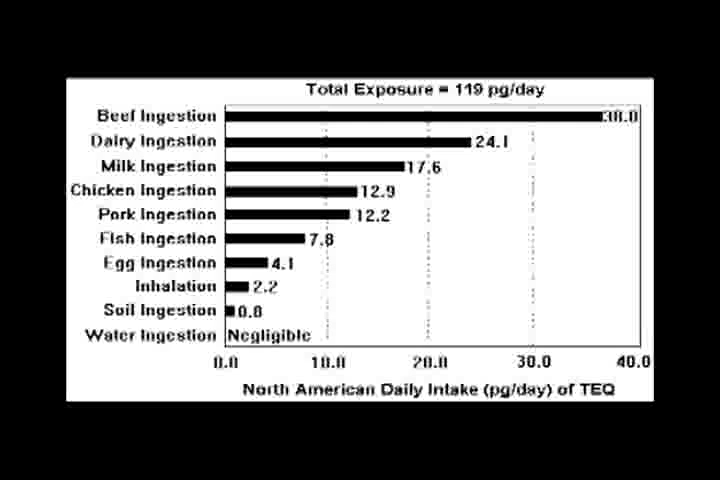 Total Exposure = 119 pg/day
Beef Ingestion 38.0
Dairy Ingestion 24.1
Milk Ingestion 17.6
Chicken Ingestion 12.9
Pork Ingestion 12.2
Fish Ingestion 7.8
Egg Ingestion 4.1
Inhalation 2.2
Soil Ingestion 0.8
Water Ingestion Negligible
0.0 10.0 20.0 30.0 40.0
North American Daily Intake (pg/day) of TEQ